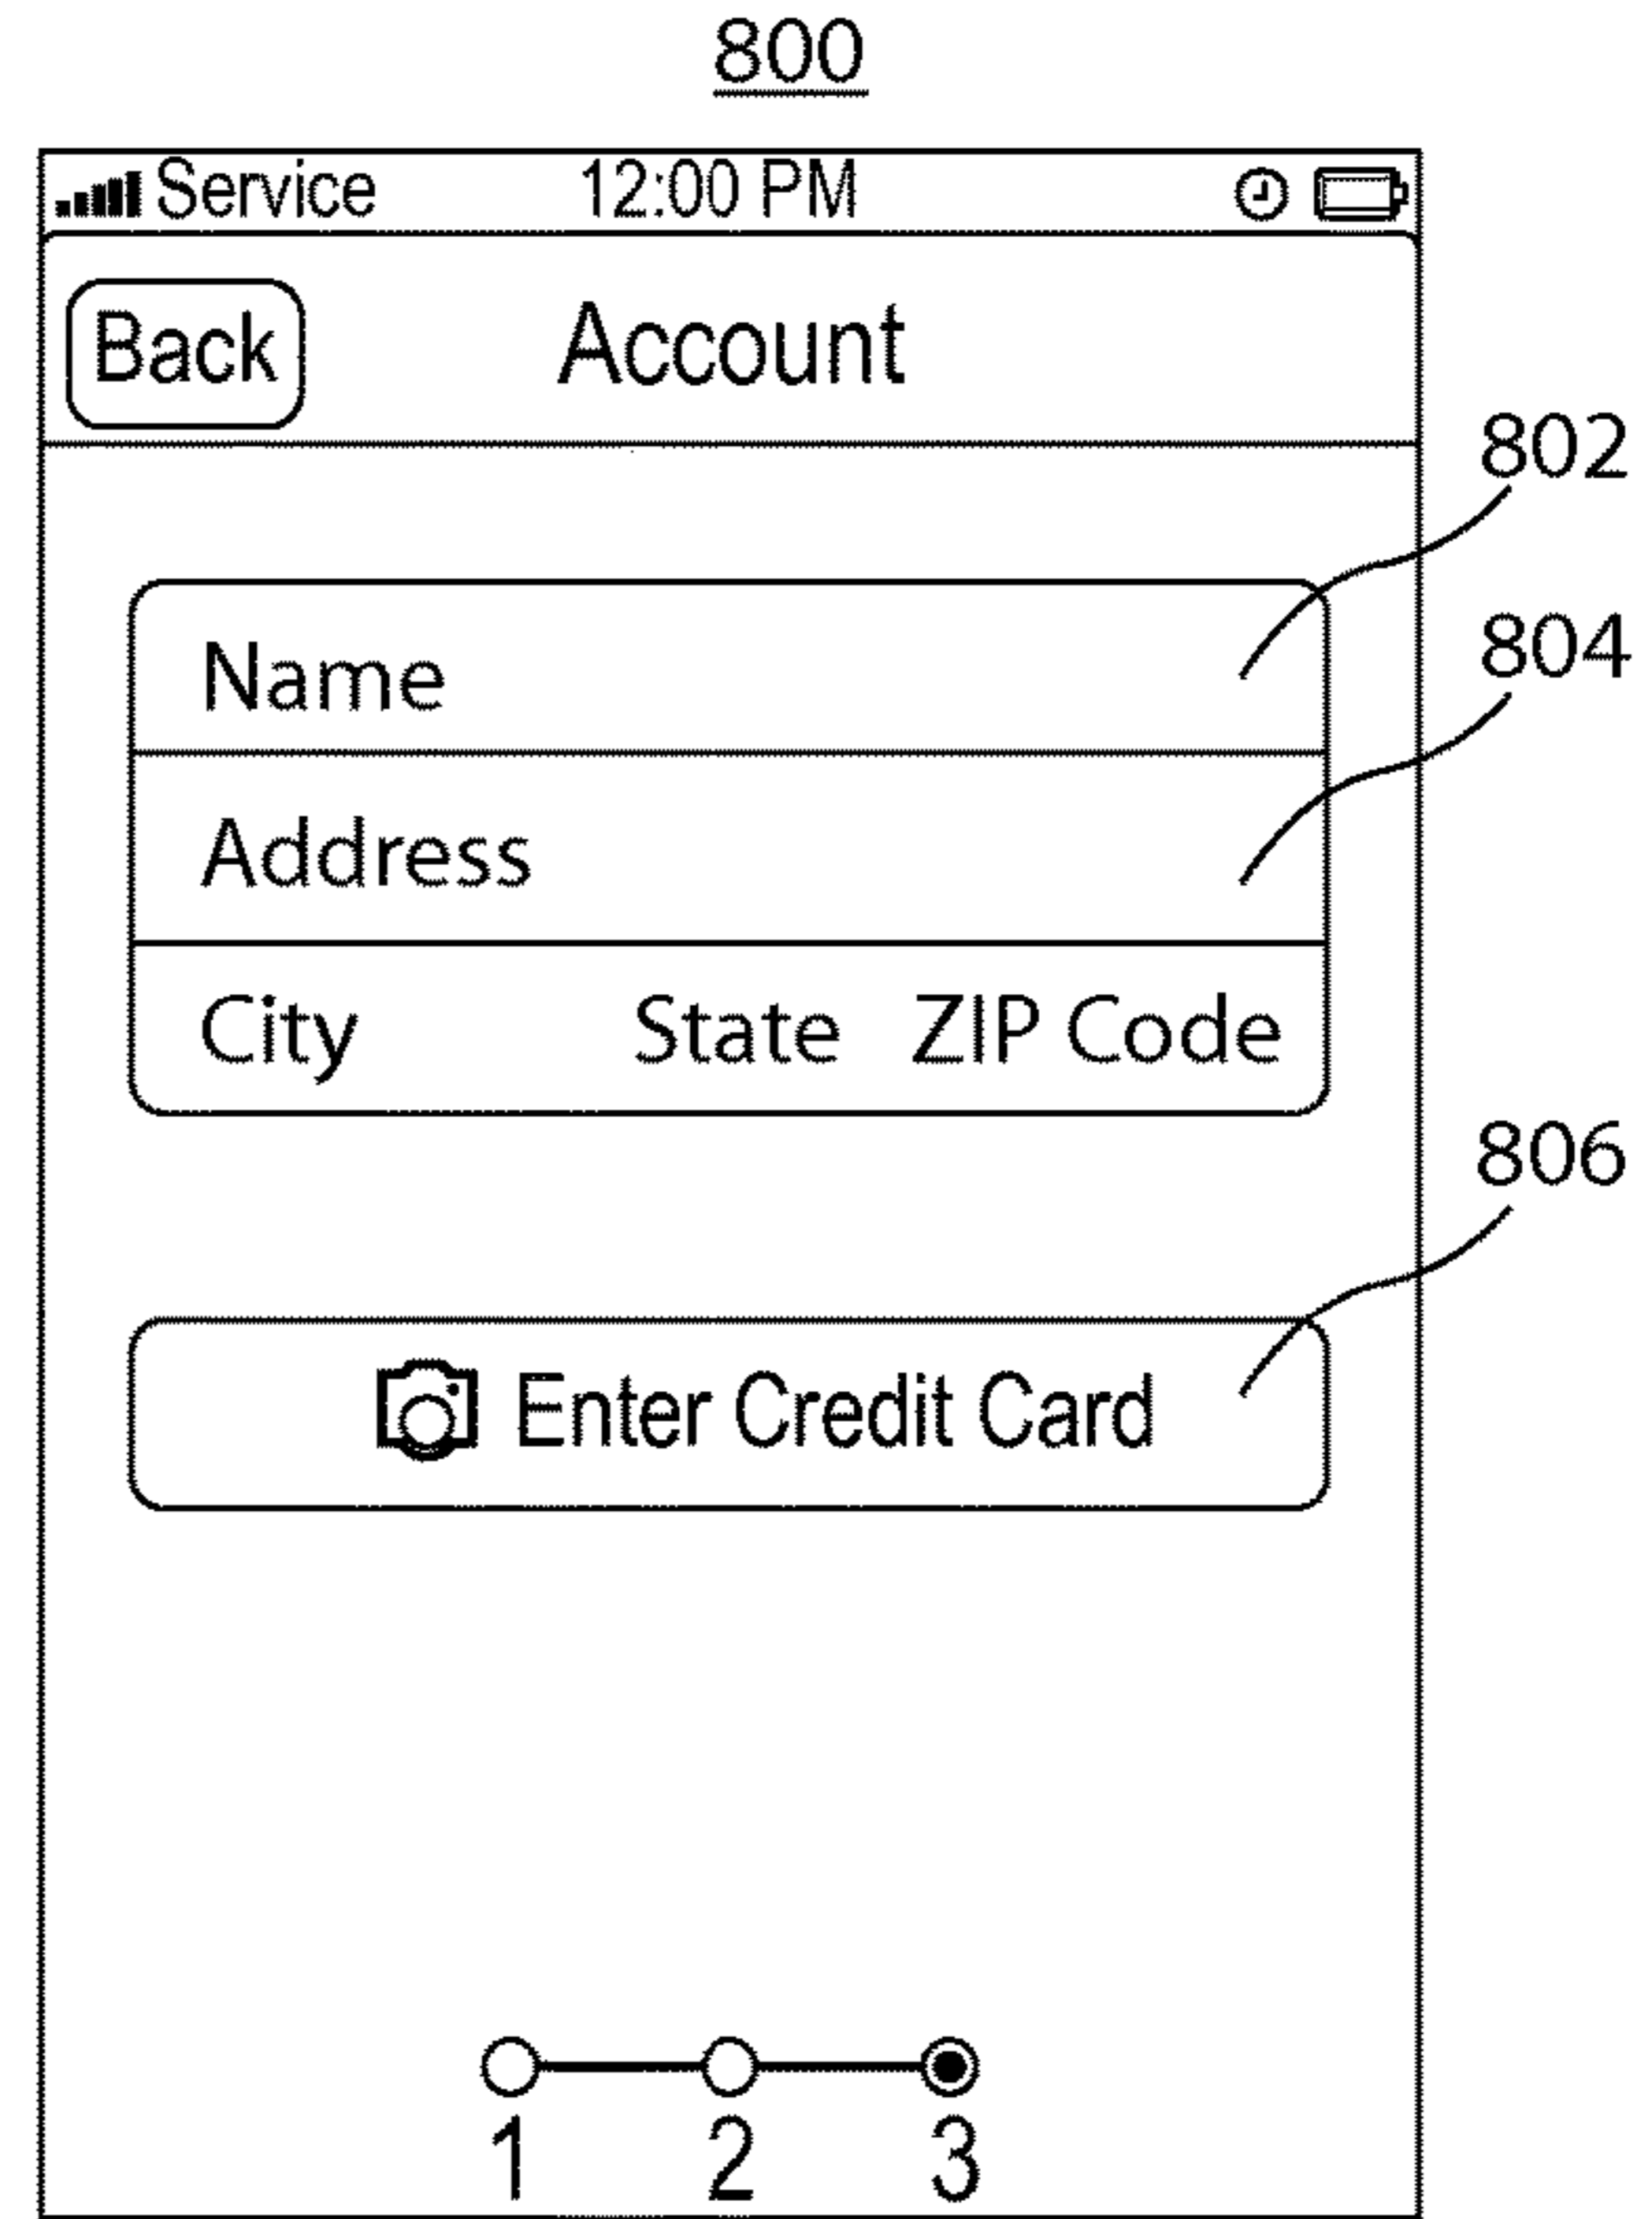 800
Service 12:00 PM
Back Account
802
Name
804
Address
City State ZIP Code
806
Enter Credit Card
1 2 3